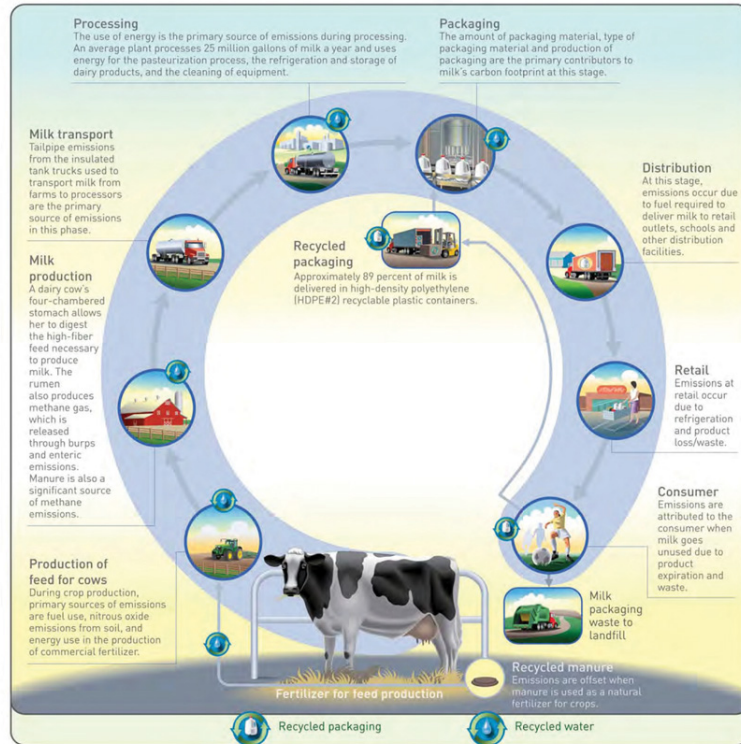 Processing
The use of energy is the primary source of emissions during processing.
An average plant processes 25 million gallons of milk a year and uses
energy for the pasteurization process, the refrigeration and storage of
dairy products, and the cleaning of equipment.
Packaging
The amount of packaging material, type of
packaging material and production of
packaging are the primary contributors to
milk's carbon footprint at this stage.
Milk transport
Tailpipe emissions
from the insulated
tank trucks used to
transport milk from
farms to processors
are the primary
source of emissions
in this phase.
Distribution
At this stage,
emissions occur due
to fuel required to
deliver milk to retail
outlets, schools and
other distribution
facilities.
Recycled
packaging
Approximately 89 percent of milk is
delivered in high-density polyethylene
(HDPE#2) recyclable plastic containers.
Milk
production
A dairy cow's
four-chambered
stomach allows
her to digest
the high-fiber
feed necessary
to produce
milk. The
rumen
also produces
methane gas,
which is
released
through burps
and enteric
emissions.
Manure is also a
significant source
of methane
emissions.
Retail
Emissions at
retail occur
due to
refrigeration
and product
loss/waste.
Consumer
Emissions are
attributed to the
consumer when
milk goes
unused due to
product
expiration and
waste.
Production of
feed for cows
During crop production,
primary sources of emissions
are fuel use, nitrous oxide
emissions from soil, and
energy use in the production
of commercial fertilizer.
Milk
packaging
waste to
landfill
Fertilizer for feed production
Recycled manure
Emissions are offset when
manure is used as a natural
fertilizer for crops.
Recycled packaging
Recycled water